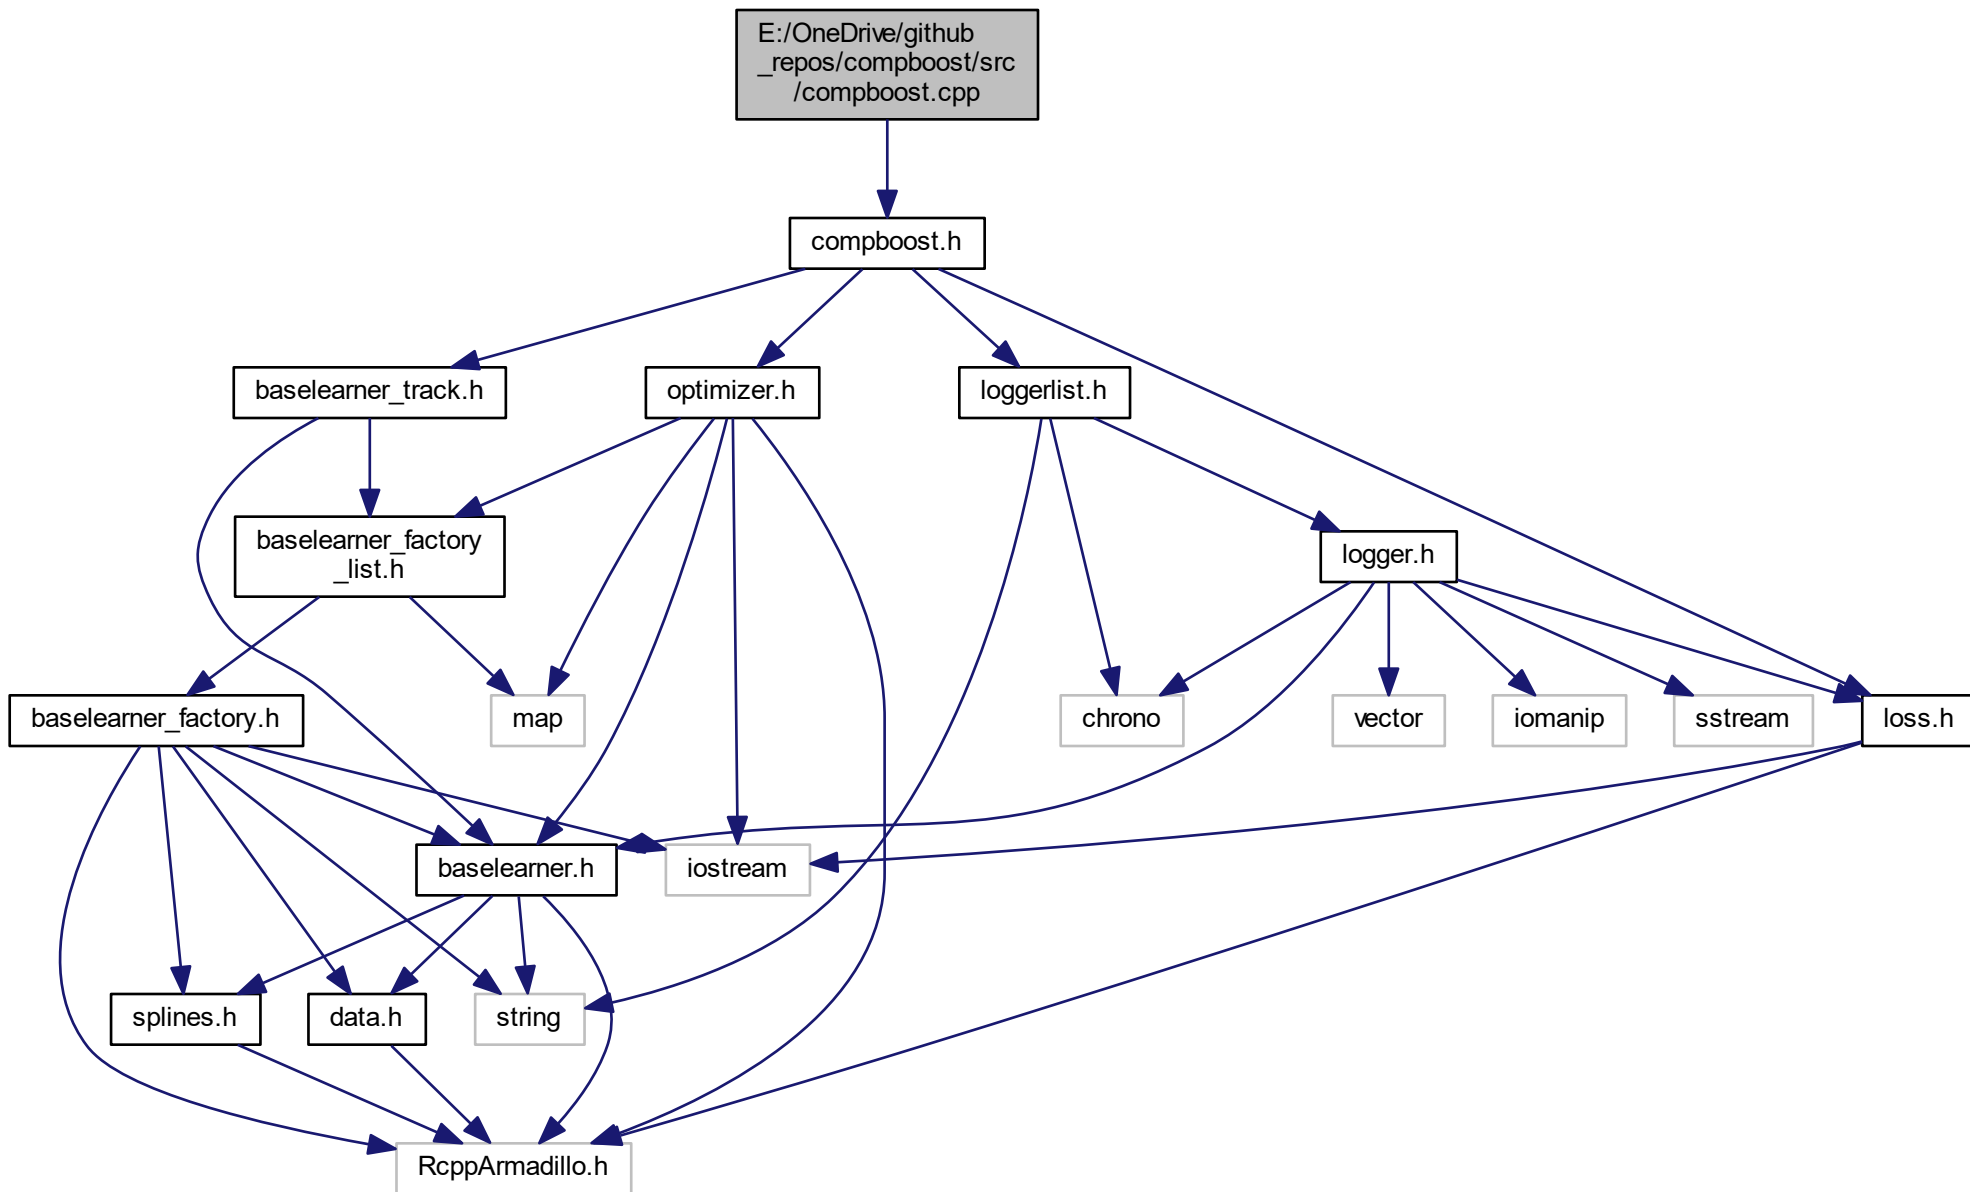 E:/OneDrive/github
_repos/compboost/src
/compboost.cpp
compboost.h
baselearner_track.h
optimizer.h
loggerlist.h
baselearner_factory
_list.h
logger.h
baselearner_factory.h
map
chrono
vector
iomanip
sstream
loss.h
baselearner.h
iostream
splines.h
data.h
string
RcppArmadillo.h